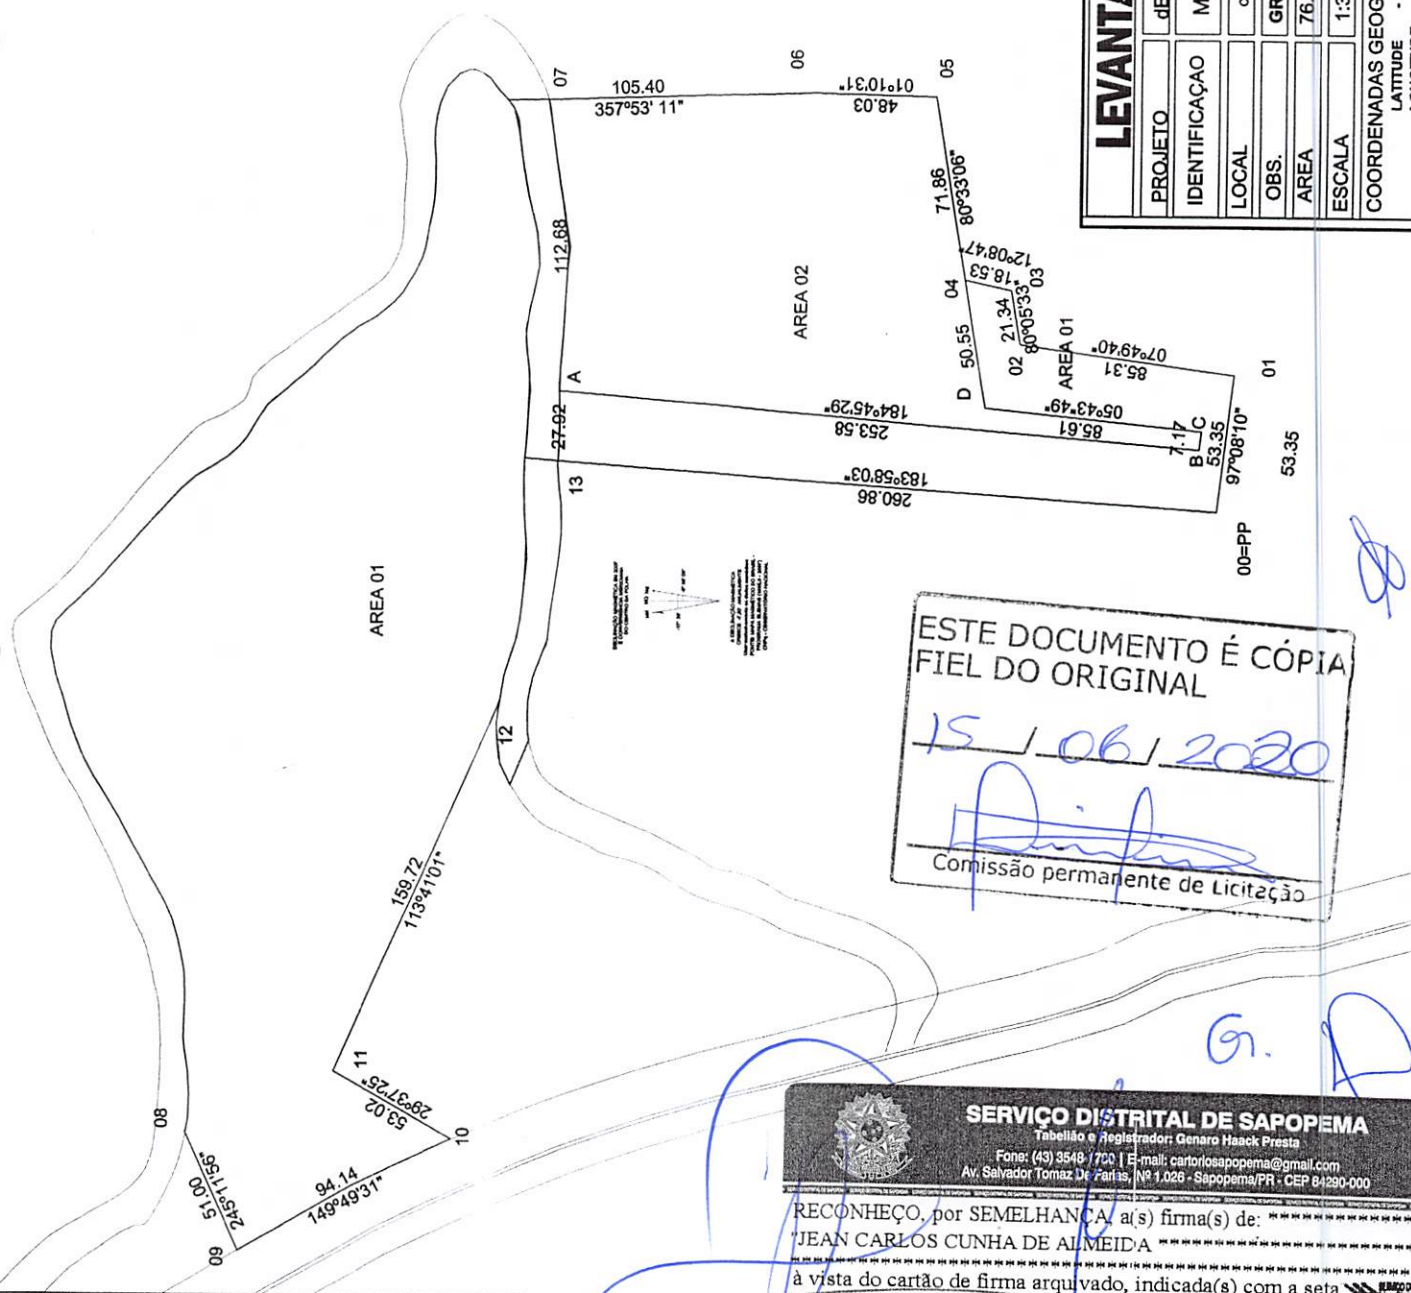 07
105.40
357º53' 11"
06
01º10'31"
48.03
05
71.86
80º33'06"
12º08'47"
18.53
04
03
50.55
21.34
80º05'33"
02
D
AREA 01
07º49'40"
85.31
01
05º43'49"
85.61
7.17
B C
53.35
97º08'10"
53.35
00=PP
AREA 02
112.68
A
27.92
184º45'29"
253.58
13
183º58'03"
260.86
AREA 01
12
159.72
113º41'01"
11
29º37'25"
53.02
10
94.14
149º49'31"
09
51.00
245º11'56"
08
LEVANTA
PROJETO
IDENTIFICAÇAO M
LOCAL
OBS. GR
AREA 76.
ESCALA 1:3
COORDENADAS GEOG
LATITUDE -
ESTE DOCUMENTO É CÓPIA
FIEL DO ORIGINAL
15 / 06 / 2020
Comissão permanente de Licitação
SERVIÇO DISTRITAL DE SAPOPEMA
Tabelião e Registrador: Genaro Haack Presta
Fone: (43) 3548-1700 | E-mail: cartoriosapopema@gmail.com
Av. Salvador Tomaz De Farias, Nº 1.026 - Sapopema/PR - CEP 84290-000
RECONHEÇO, por SEMELHANÇA, a(s) firma(s) de:
JEAN CARLOS CUNHA DE ALMEIDA
à vista do cartão de firma arquivado, indicada(s) com a seta